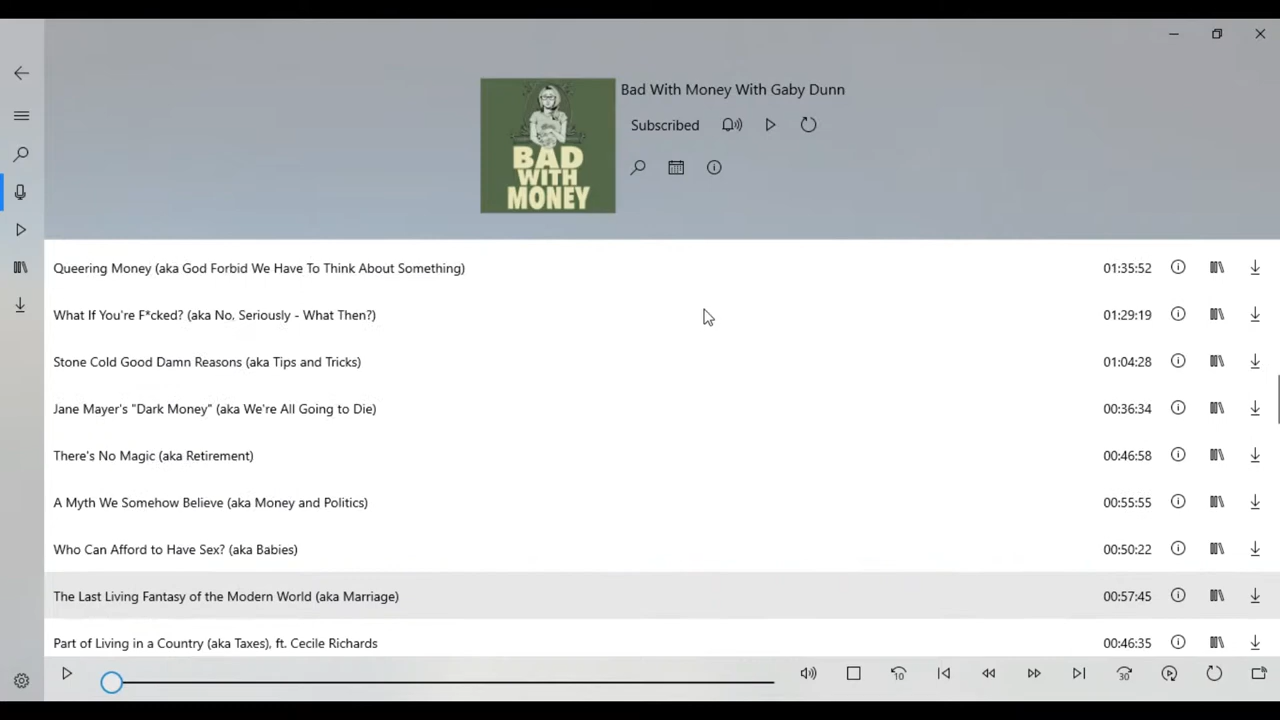 Bad With Money With Gaby Dunn
Subscribed
BAD
WITH
MONEY
Queering Money (aka God Forbid We Have To Think About Something) 01:35:52
What If You're F*cked? (aka No, Seriously - What Then?) 01:29:19
Stone Cold Good Damn Reasons (aka Tips and Tricks) 01:04:28
Jane Mayer's "Dark Money" (aka We're All Going to Die) 00:36:34
There's No Magic (aka Retirement) 00:46:58
A Myth We Somehow Believe (aka Money and Politics) 00:55:55
Who Can Afford to Have Sex? (aka Babies) 00:50:22
The Last Living Fantasy of the Modern World (aka Marriage) 00:57:45
Part of Living in a Country (aka Taxes), ft. Cecile Richards 00:46:35
10 30